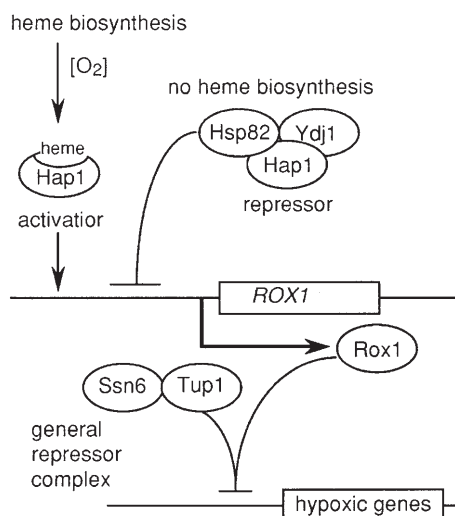 heme biosynthesis
[O2]
no heme biosynthesis
heme
Hap1
Hsp82
Ydj1
Hap1
repressor
activatior
ROX1
Rox1
Ssn6
Tup1
general
repressor
complex
hypoxic genes